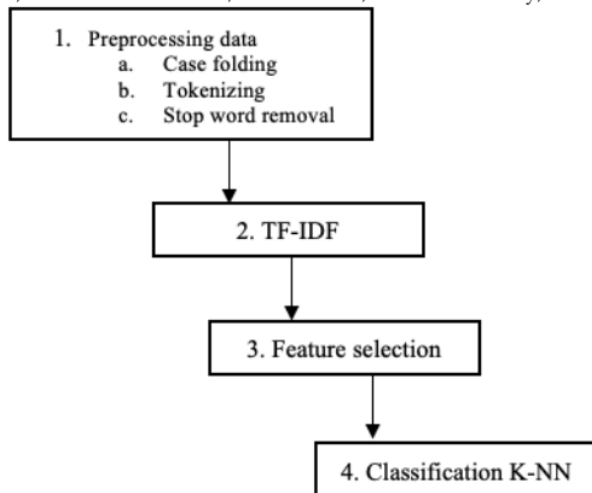 1. Preprocessing data
a. Case folding
b. Tokenizing
c. Stop word removal
2. TF-IDF
3. Feature selection
4. Classification K-NN